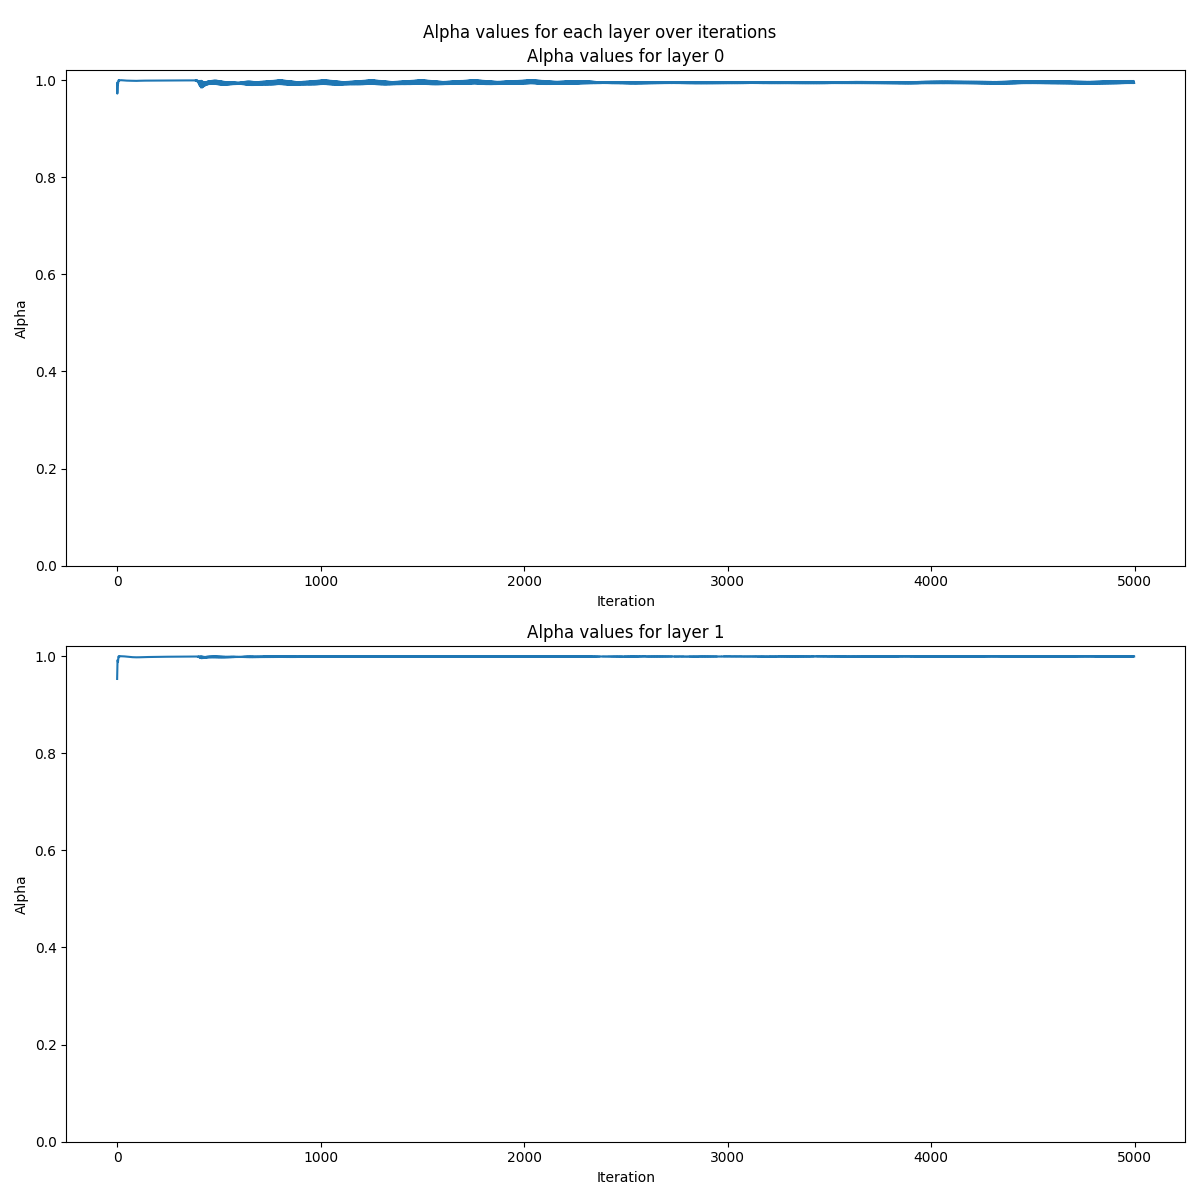 Alpha values for each layer over iterations
Alpha values for layer 0
1.0
0.8
0.6
0.4
0.2
0.0
Alpha
0 1000 2000 3000 4000 5000
Iteration
Alpha values for layer 1
1.0
0.8
0.6
0.4
0.2
0.0
Alpha
0 1000 2000 3000 4000 5000
Iteration